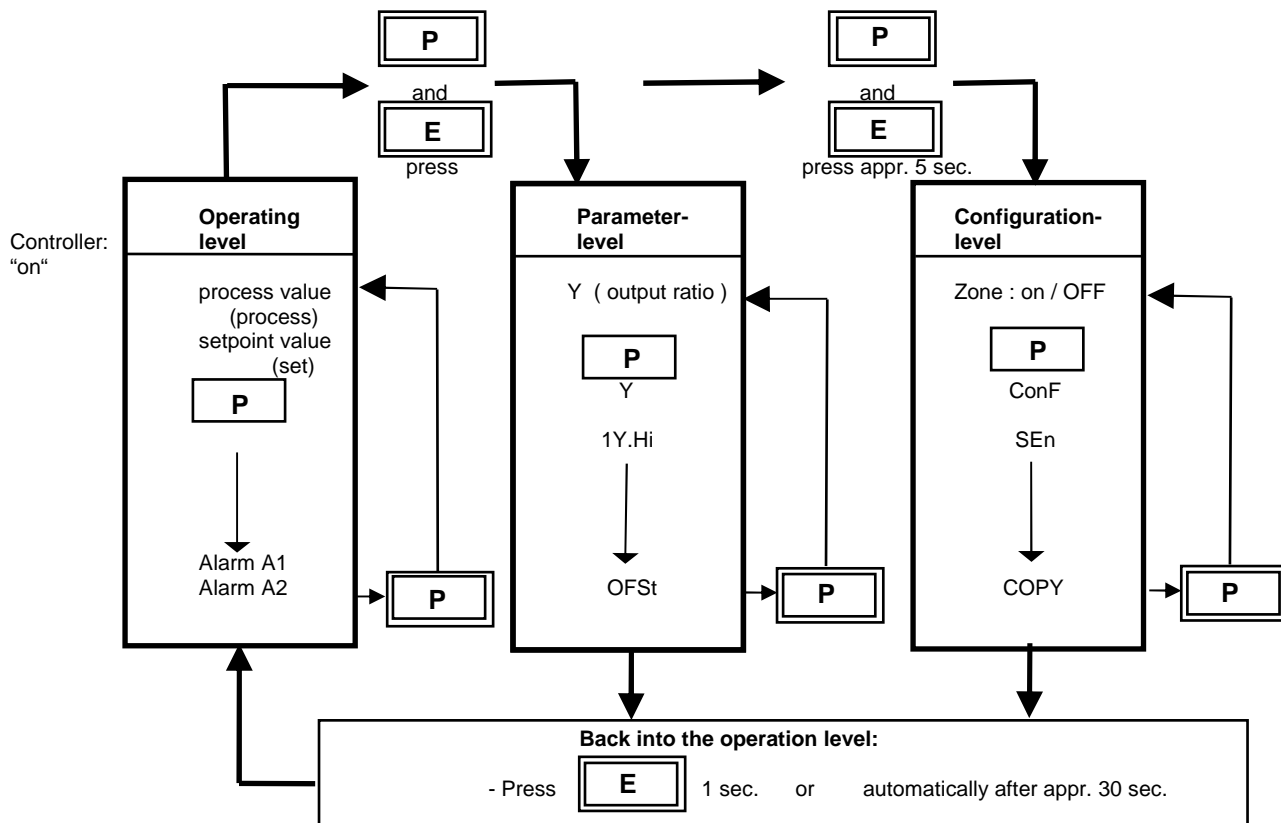 P
and
E
press
P
and
E
press appr. 5 sec.
Controller:
“on“
Operating
level
process value
(process)
setpoint value
(set)
P
Alarm A1
Alarm A2
P
Parameter-
level
Y ( output ratio )
P
Y
1Y.Hi
OFSt
P
Configuration-
level
Zone : on / OFF
P
ConF
SEn
COPY
P
Back into the operation level:
- Press E 1 sec. or automatically after appr. 30 sec.